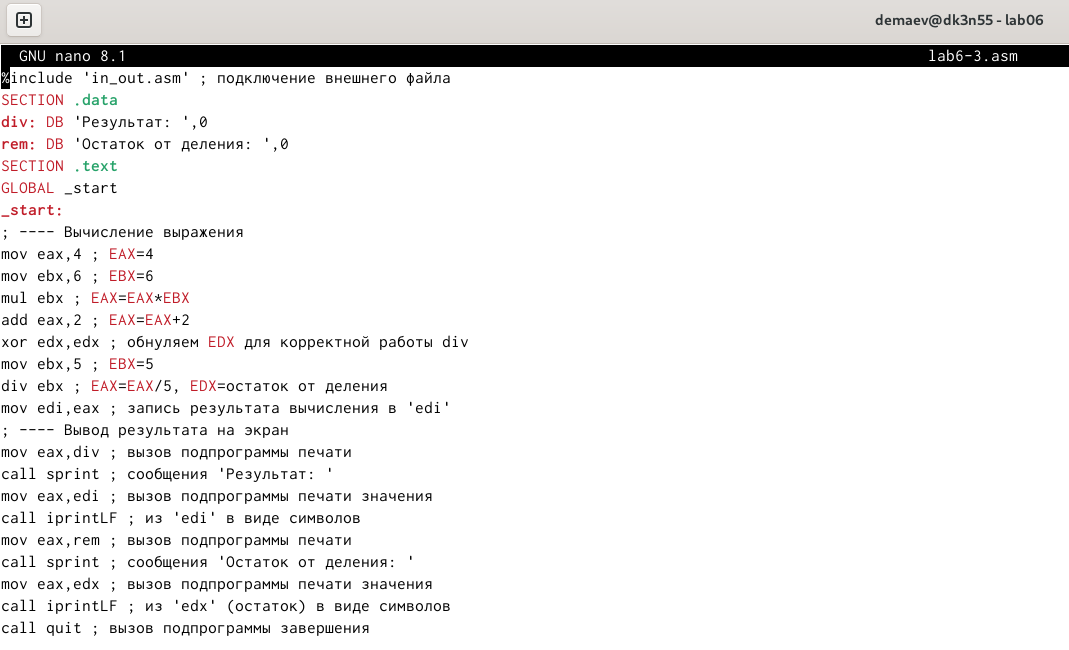 demaev@dk3n55 - lab06
GNU nano 8.1 lab6-3.asm
%include 'in_out.asm' ; подключение внешнего файла
SECTION .data
div: DB 'Результат: ',0
rem: DB 'Остаток от деления: ',0
SECTION .text
GLOBAL _start
_start:
; ---- Вычисление выражения
mov eax,4 ; EAX=4
mov ebx,6 ; EBX=6
mul ebx ; EAX=EAX*EBX
add eax,2 ; EAX=EAX+2
xor edx,edx ; обнуляем EDX для корректной работы div
mov ebx,5 ; EBX=5
div ebx ; EAX=EAX/5, EDX=остаток от деления
mov edi,eax ; запись результата вычисления в 'edi'
; ---- Вывод результата на экран
mov eax,div ; вызов подпрограммы печати
call sprint ; сообщения 'Результат: '
mov eax,edi ; вызов подпрограммы печати значения
call iprintLF ; из 'edi' в виде символов
mov eax,rem ; вызов подпрограммы печати
call sprint ; сообщения 'Остаток от деления: '
mov eax,edx ; вызов подпрограммы печати значения
call iprintLF ; из 'edx' (остаток) в виде символов
call quit ; вызов подпрограммы завершения